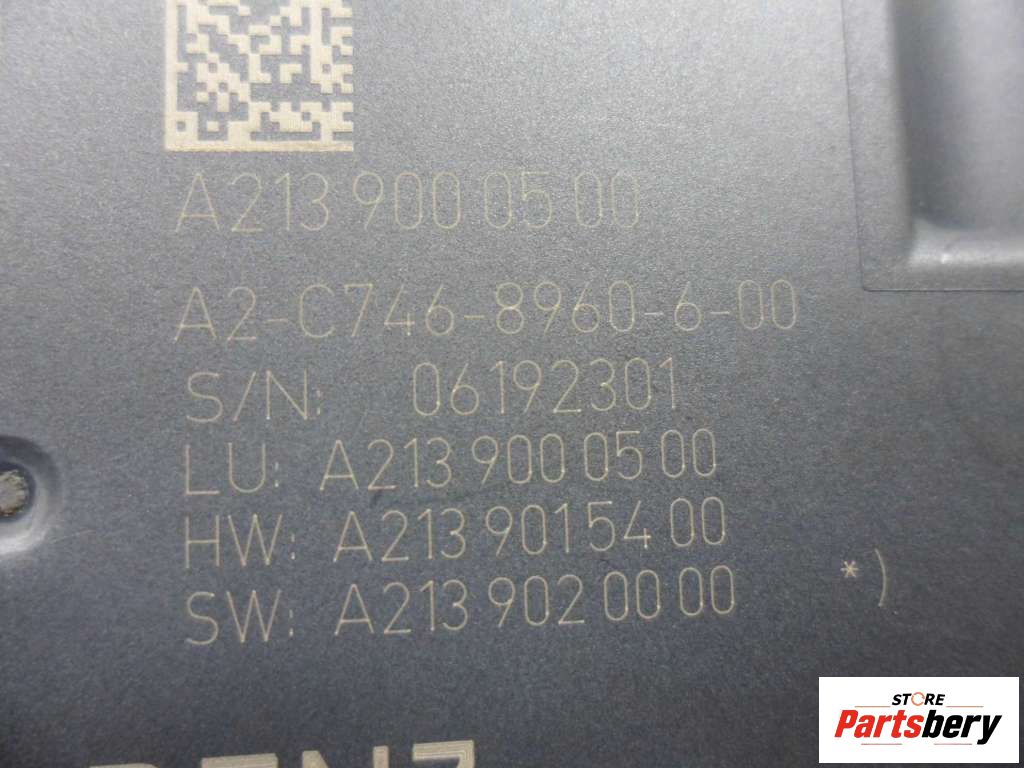 A213 900 05 00
A2-C746-8960-6-00
S/N: 06192301
LU: A213 900 05 00
HW: A213 901 54 00
SW: A213 902 00 00 *)
STORE
Partsbery